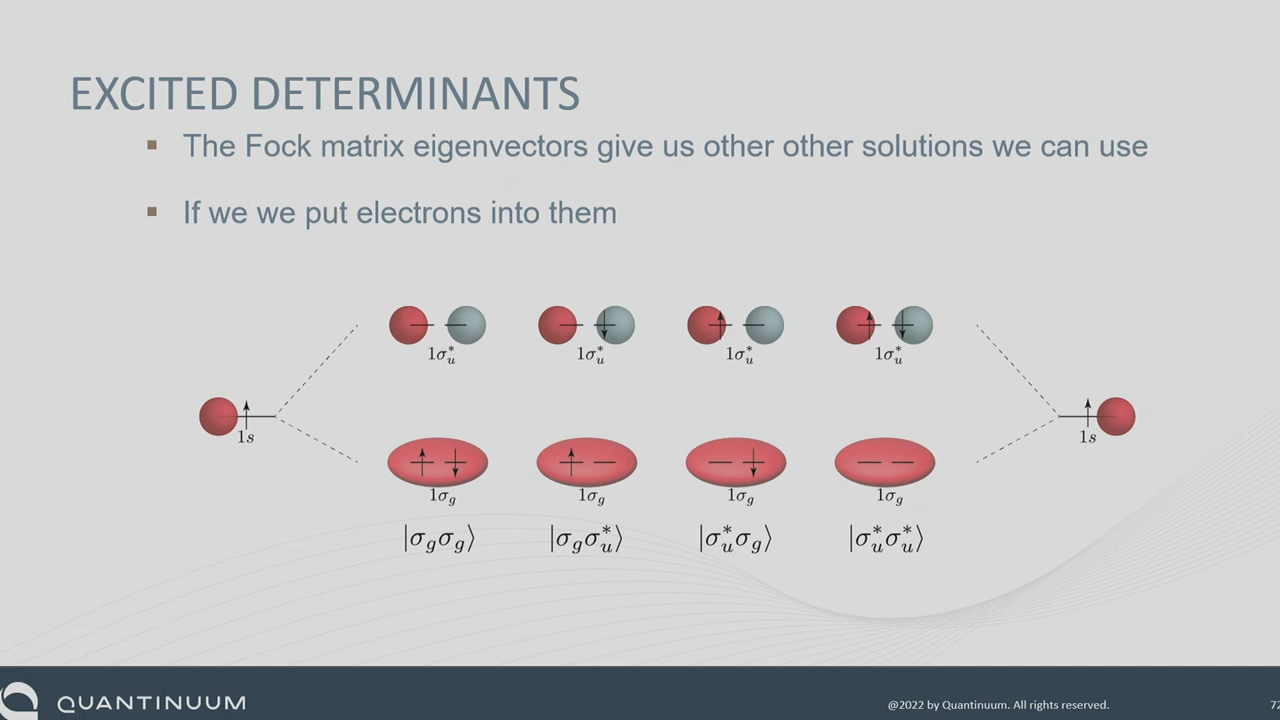 EXCITED DETERMINANTS
▪ The Fock matrix eigenvectors give us other other solutions we can use
▪ If we we put electrons into them
1σ*u 1σ*u 1σ*u 1σ*u
1s 1s
1σg 1σg 1σg 1σg
|σgσg⟩ |σgσ*u⟩ |σ*uσg⟩ |σ*uσ*u⟩
QUANTINUUM
@2022 by Quantinuum. All rights reserved.
72